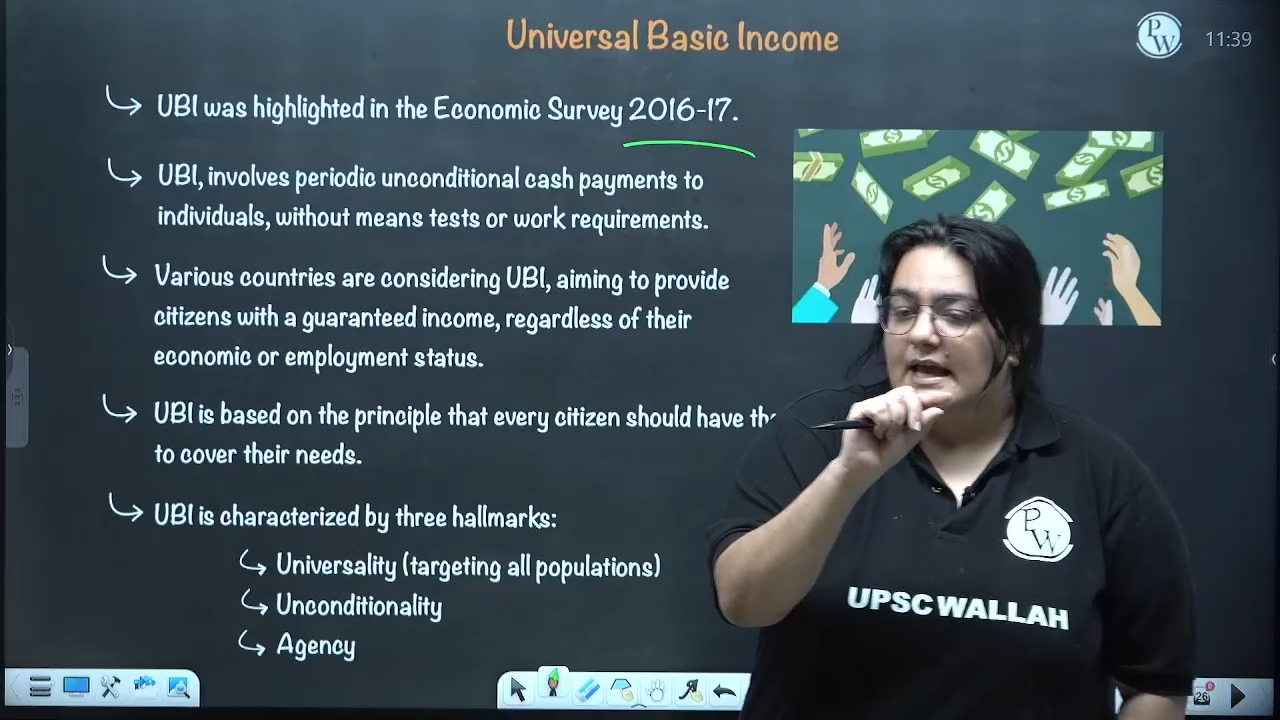 Universal Basic Income
PW
11:39
UBI was highlighted in the Economic Survey 2016-17.
UBI, involves periodic unconditional cash payments to
individuals, without means tests or work requirements.
Various countries are considering UBI, aiming to provide
citizens with a guaranteed income, regardless of their
economic or employment status.
UBI is based on the principle that every citizen should have
to cover their needs.
UBI is characterized by three hallmarks:
Universality (targeting all populations)
Unconditionality
Agency
PW
UPSC WALLAH
26